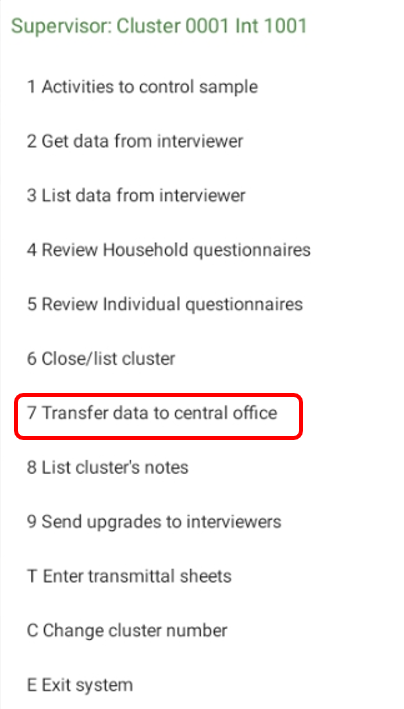 Supervisor: Cluster 0001 Int 1001
1 Activities to control sample
2 Get data from interviewer
3 List data from interviewer
4 Review Household questionnaires
5 Review Individual questionnaires
6 Close/list cluster
7 Transfer data to central office
8 List cluster's notes
9 Send upgrades to interviewers
T Enter transmittal sheets
C Change cluster number
E Exit system